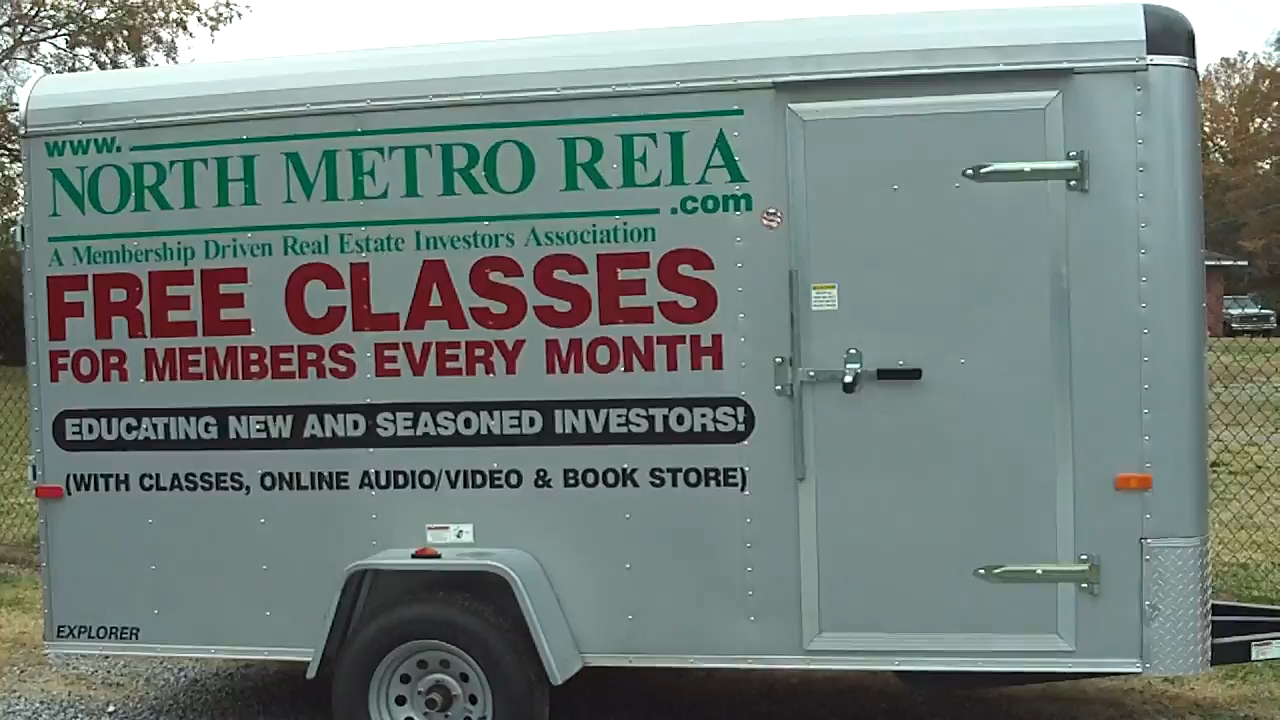 www.
NORTH METRO REIA
.com
A Membership Driven Real Estate Investors Association
FREE CLASSES
FOR MEMBERS EVERY MONTH
EDUCATING NEW AND SEASONED INVESTORS!
(WITH CLASSES, ONLINE AUDIO/VIDEO & BOOK STORE)
EXPLORER